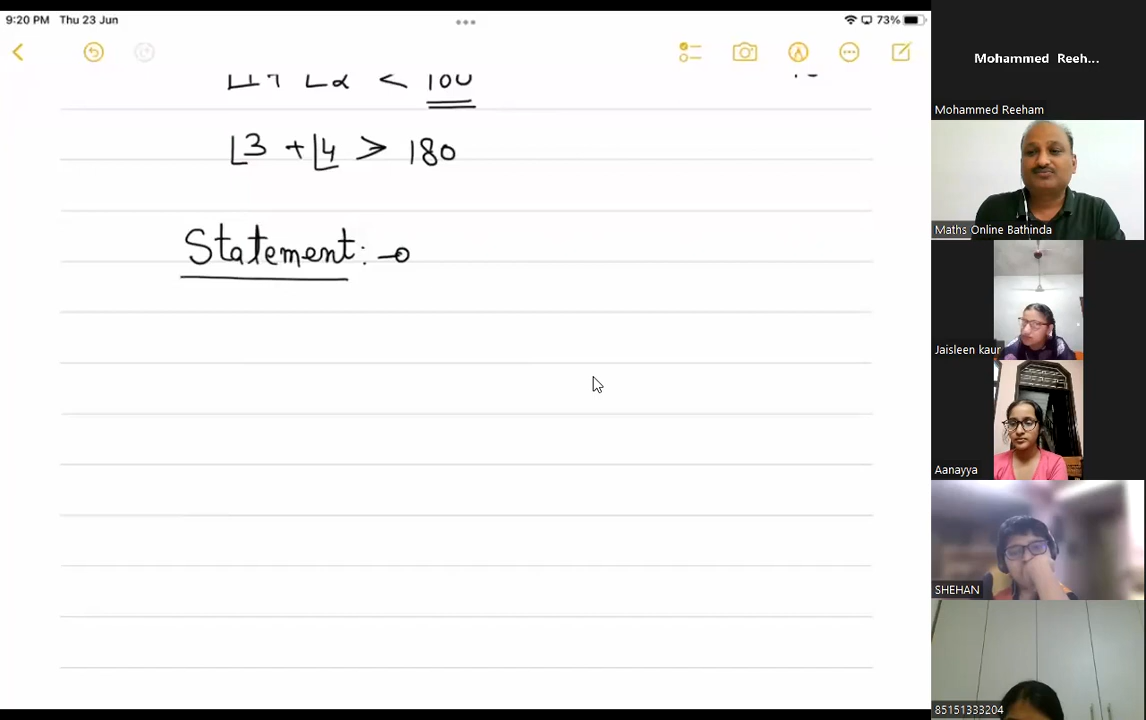 9:20 PM Thu 23 Jun
73%
< 180
∠3 + ∠4 > 180
Statement: →
Mohammed Reeh...
Mohammed Reeham
Maths Online Bathinda
Jaisleen kaur
Aanayya
SHEHAN
85151333204